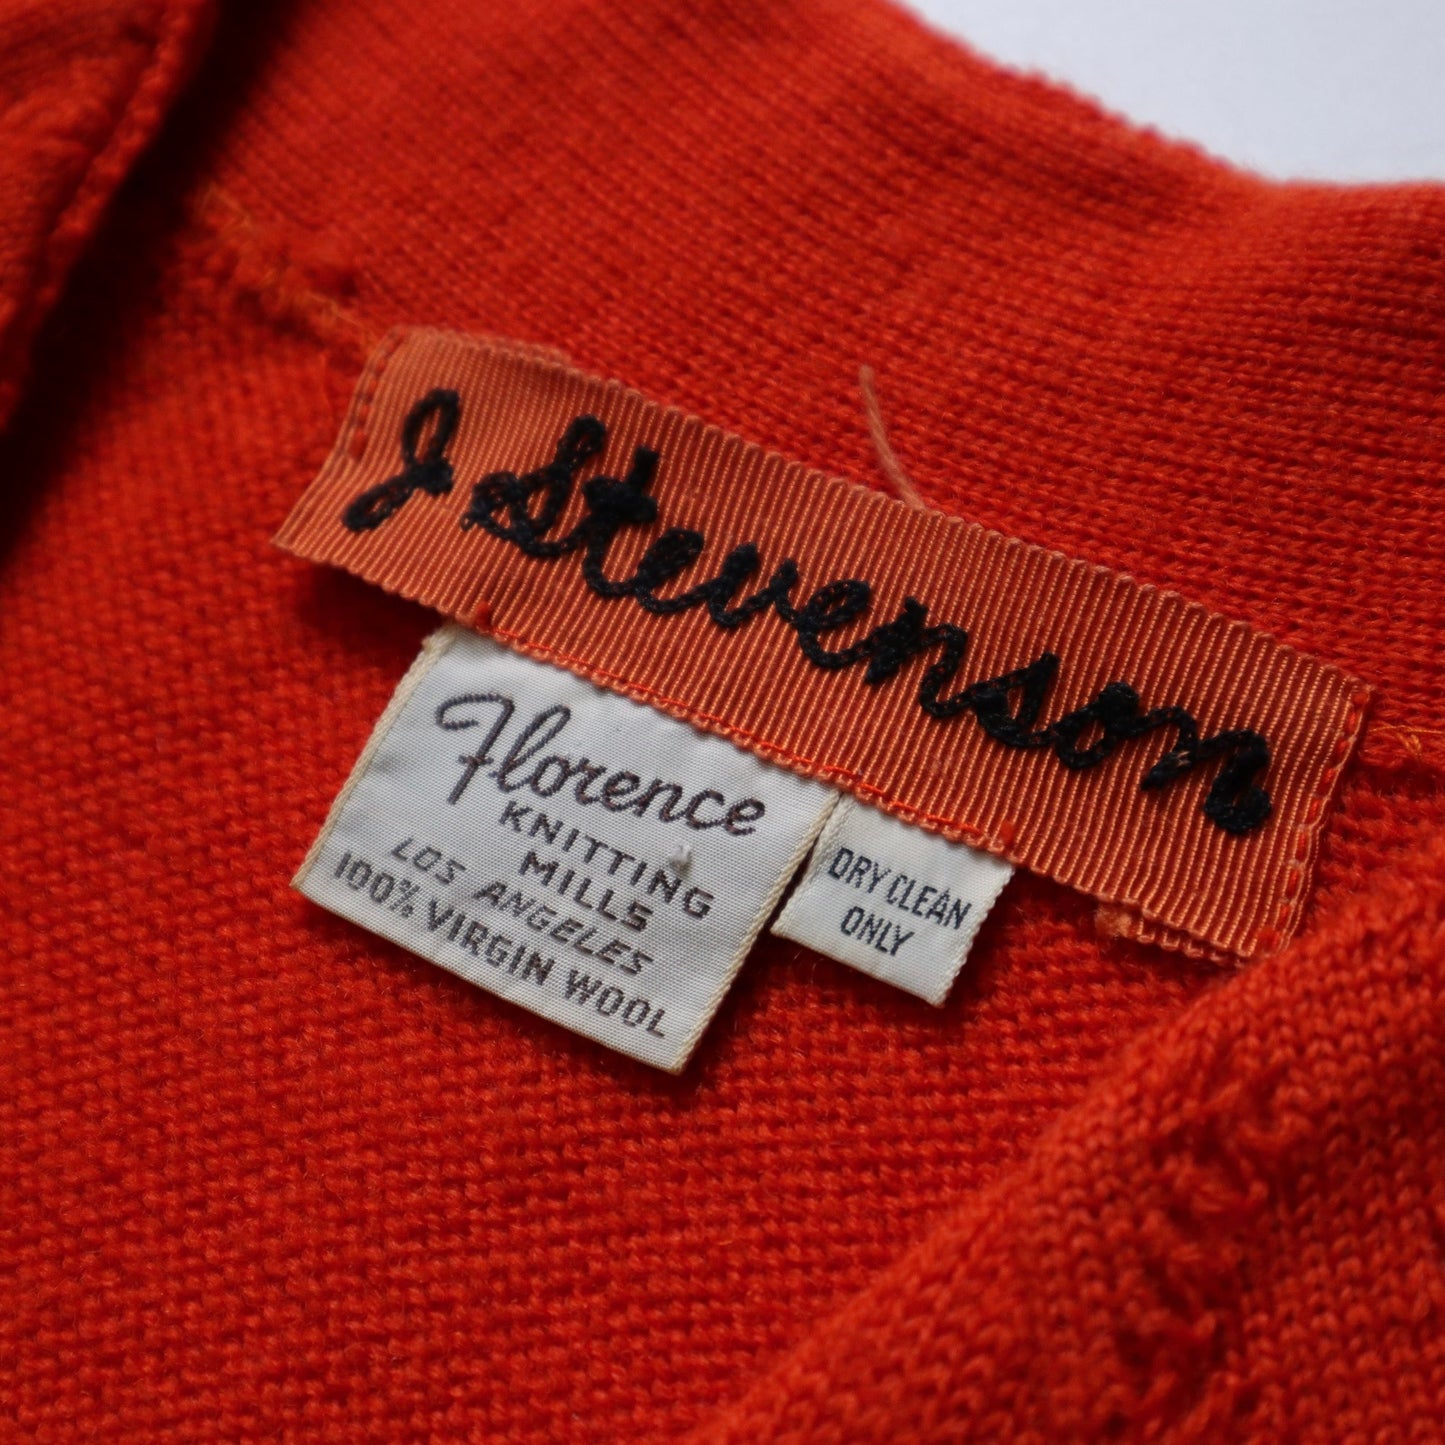 J Stevenson
Florence
KNITTING
MILLS
LOS ANGELES
100% VIRGIN WOOL
DRY CLEAN
ONLY